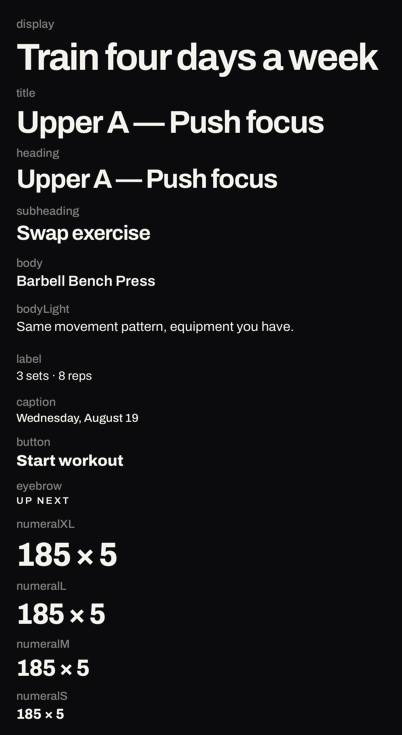 display
Train four days a week
title
Upper A — Push focus
heading
Upper A — Push focus
subheading
Swap exercise
body
Barbell Bench Press
bodyLight
Same movement pattern, equipment you have.
label
3 sets · 8 reps
caption
Wednesday, August 19
button
Start workout
eyebrow
UP NEXT
numeralXL
185 × 5
numeralL
185 × 5
numeralM
185 × 5
numeralS
185 × 5